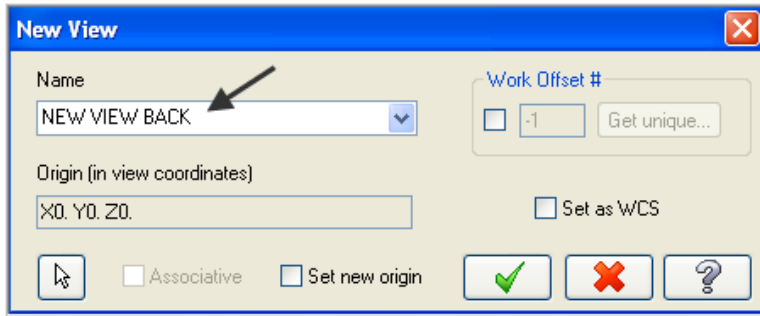 New View
Name
NEW VIEW BACK
Work Offset #
-1
Get unique...
Origin (in view coordinates)
X0. Y0. Z0.
Set as WCS
Associative
Set new origin